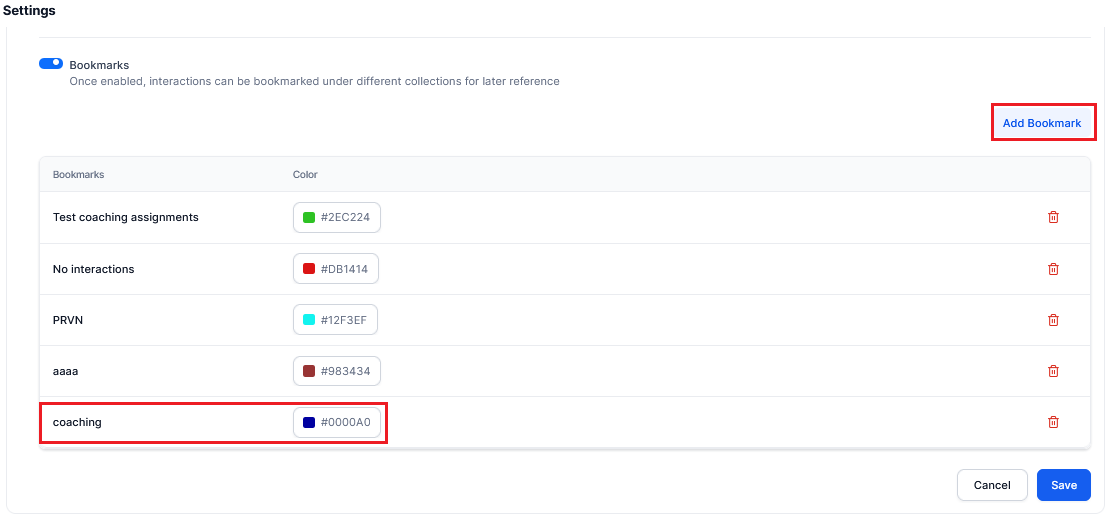 Settings
Bookmarks
Once enabled, interactions can be bookmarked under different collections for later reference
Add Bookmark
Bookmarks Color
Test coaching assignments #2EC224
No interactions #DB1414
PRVN #12F3EF
aaaa #983434
coaching #0000A0
Cancel Save